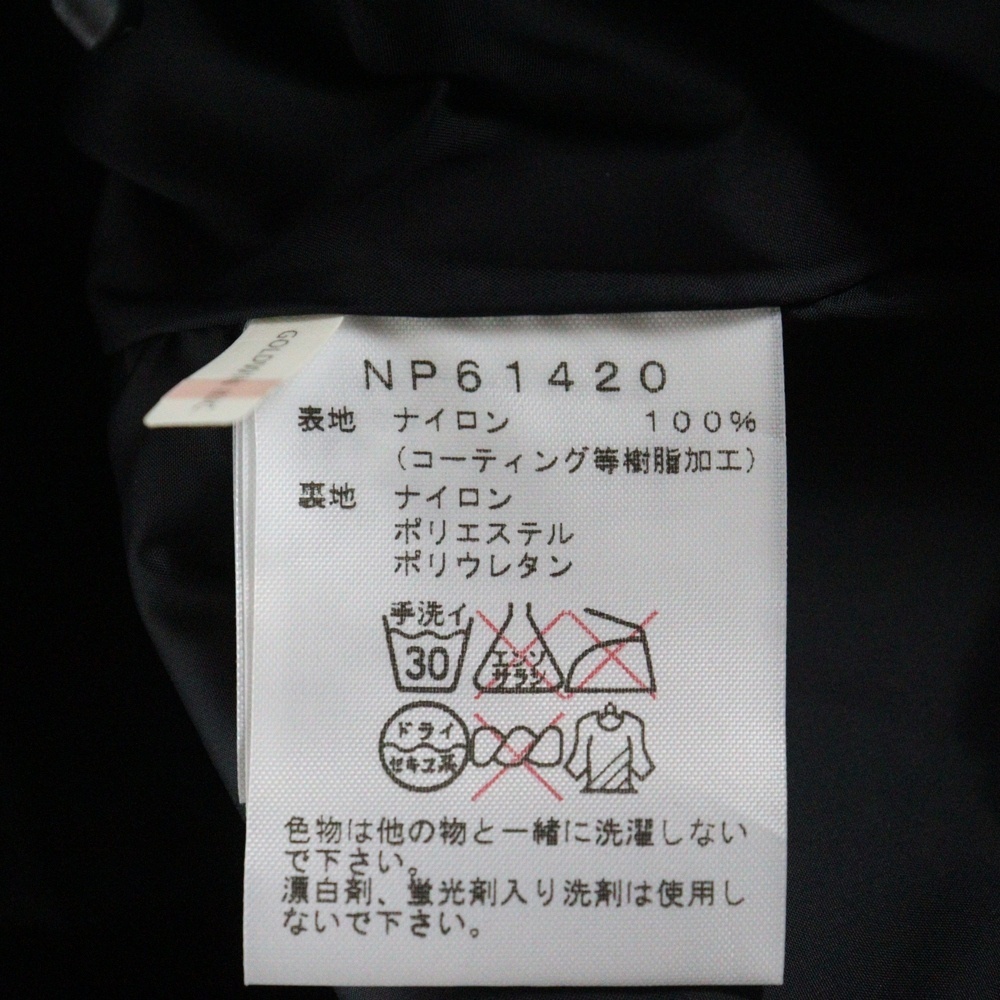 GOLDWIN INC
NP61420
表地 ナイロン 100%
(コーティング等樹脂加工)
裏地 ナイロン
ポリエステル
ポリウレタン
手洗イ
30
エンソ
サラシ
ドライ
セキユ系
色物は他の物と一緒に洗濯しない
で下さい。
漂白剤、蛍光剤入り洗剤は使用し
ないで下さい。